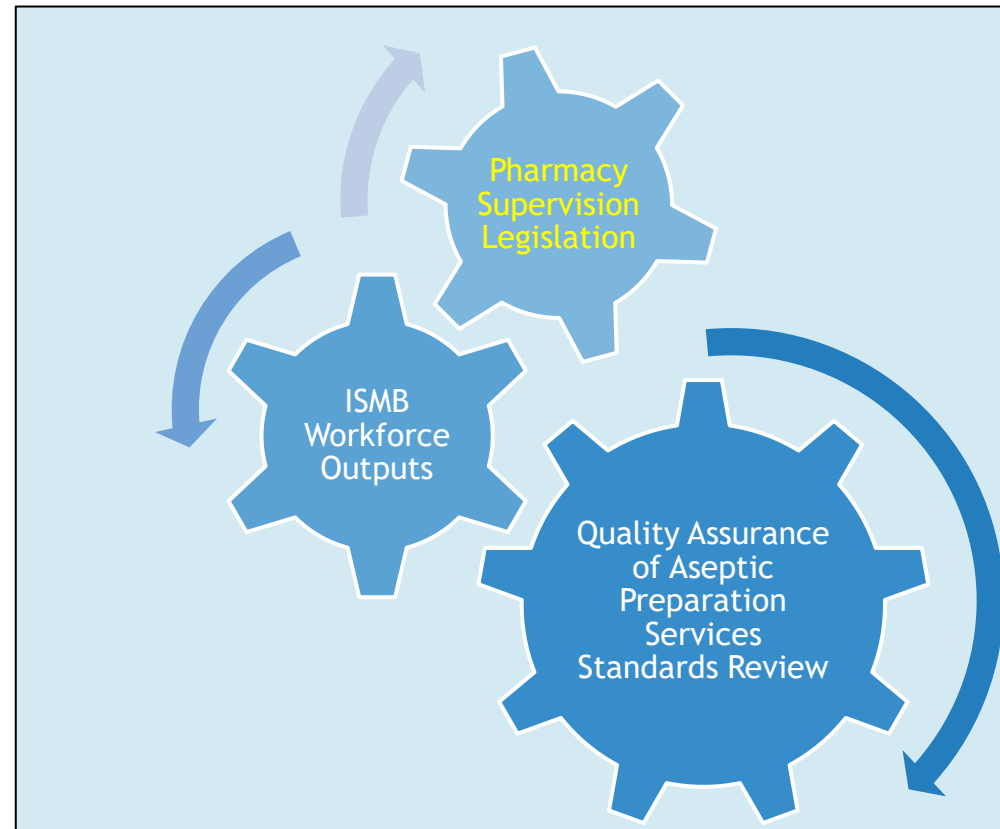 Pharmacy
Supervision
Legislation
ISMB
Workforce
Outputs
Quality Assurance
of Aseptic
Preparation
Services
Standards Review